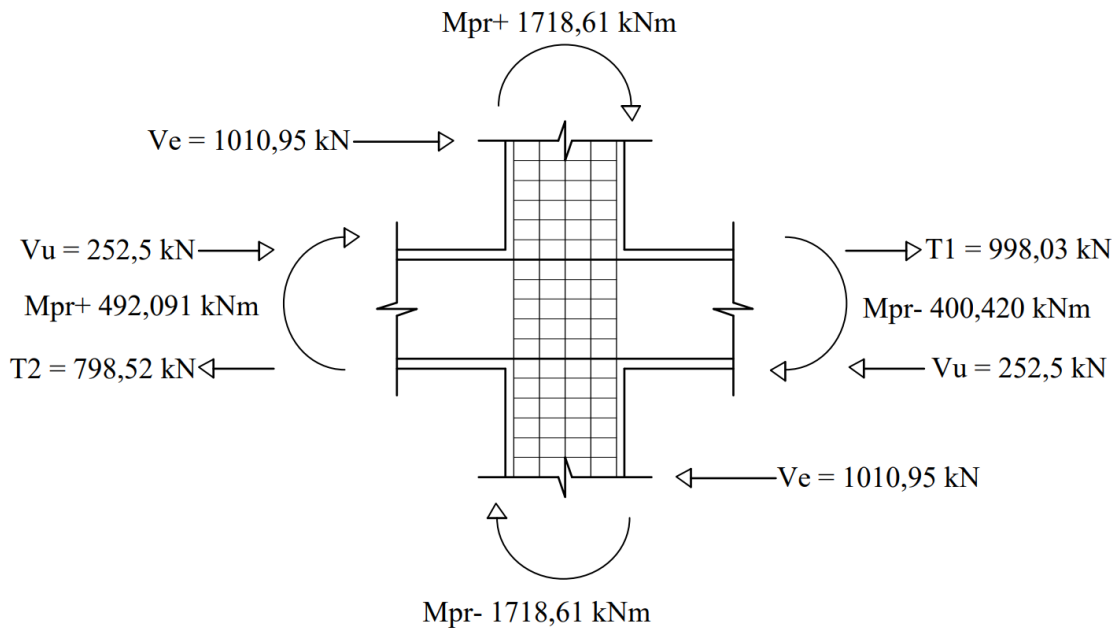 Mpr+ 1718,61 kNm
Ve = 1010,95 kN
Vu = 252,5 kN
T1 = 998,03 kN
Mpr+ 492,091 kNm
Mpr- 400,420 kNm
T2 = 798,52 kN
Vu = 252,5 kN
Ve = 1010,95 kN
Mpr- 1718,61 kNm